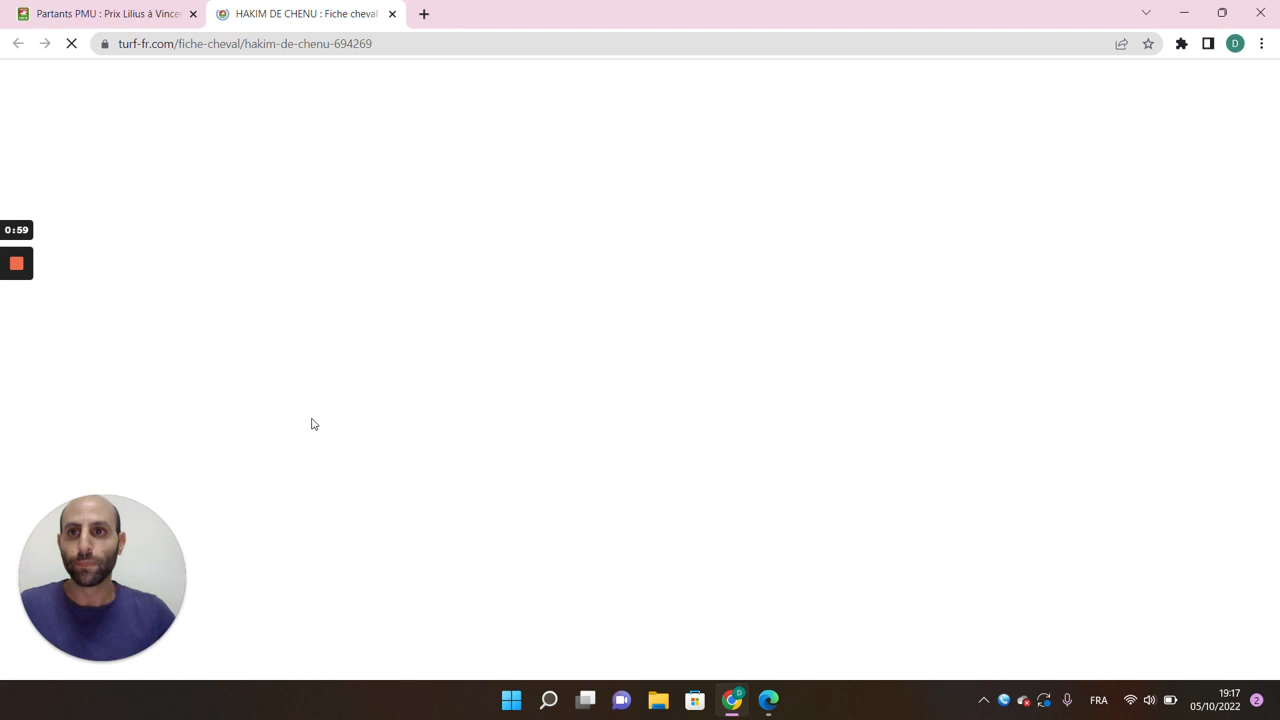 Partants PMU : Prix Lilius à Vince
HAKIM DE CHENU : Fiche cheval
turf-fr.com/fiche-cheval/hakim-de-chenu-694269
D
0:59
D
FRA
19:17
05/10/2022
2